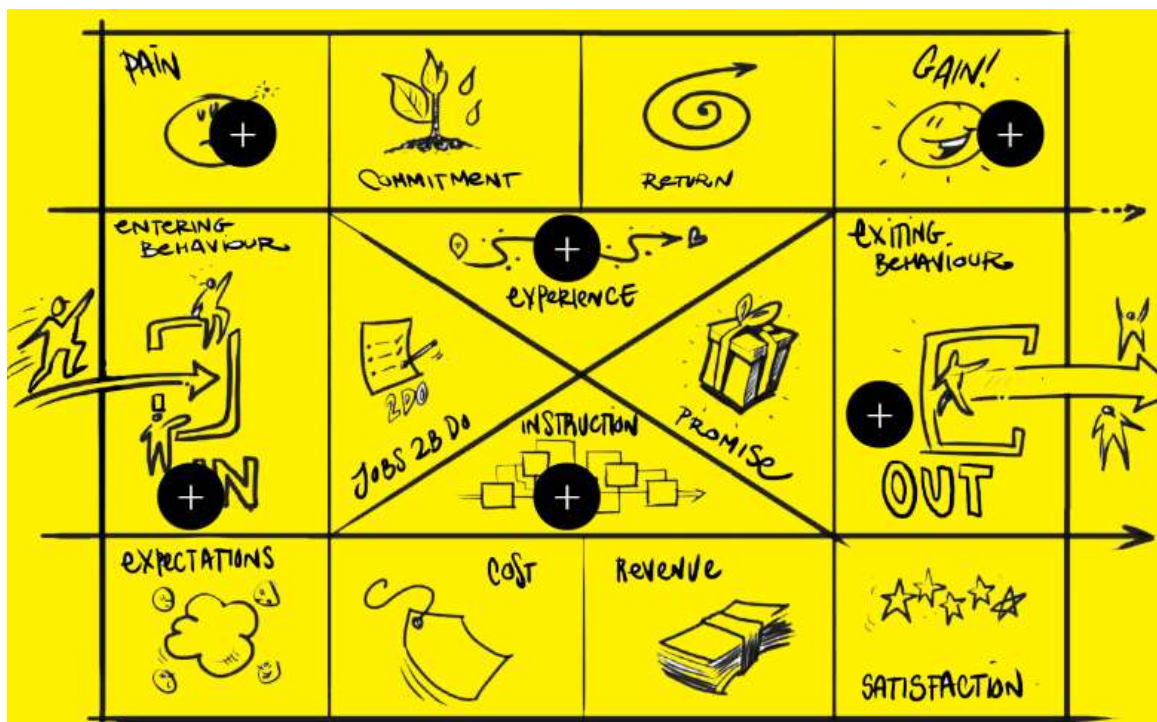 PAIN
COMMITMENT
RETURN
GAIN!
ENTERING
BEHAVIOUR
EXPERIENCE
EXITING
BEHAVIOUR
2DO
JOBS 2B DO
INSTRUCTION
PROMISE
OUT
EXPECTATIONS
COST
REVENUE
SATISFACTION